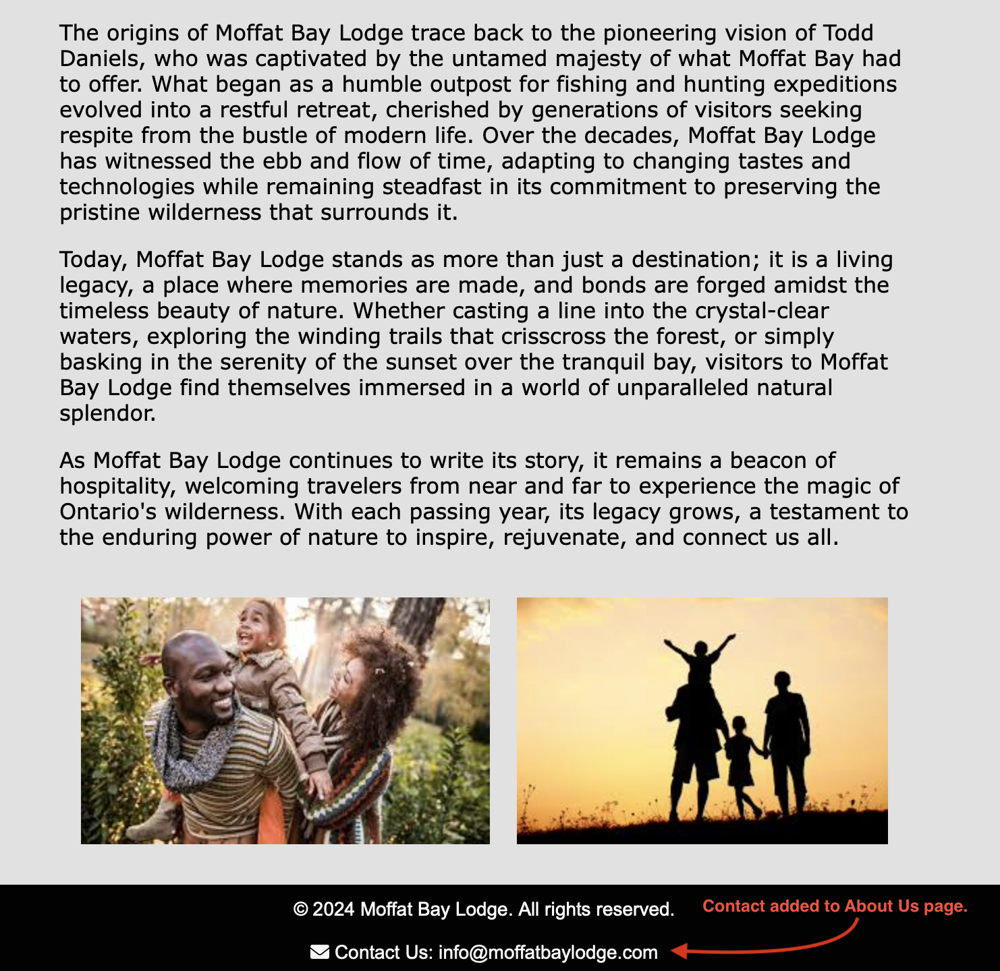 The origins of Moffat Bay Lodge trace back to the pioneering vision of Todd
Daniels, who was captivated by the untamed majesty of what Moffat Bay had
to offer. What began as a humble outpost for fishing and hunting expeditions
evolved into a restful retreat, cherished by generations of visitors seeking
respite from the bustle of modern life. Over the decades, Moffat Bay Lodge
has witnessed the ebb and flow of time, adapting to changing tastes and
technologies while remaining steadfast in its commitment to preserving the
pristine wilderness that surrounds it.
Today, Moffat Bay Lodge stands as more than just a destination; it is a living
legacy, a place where memories are made, and bonds are forged amidst the
timeless beauty of nature. Whether casting a line into the crystal-clear
waters, exploring the winding trails that crisscross the forest, or simply
basking in the serenity of the sunset over the tranquil bay, visitors to Moffat
Bay Lodge find themselves immersed in a world of unparalleled natural
splendor.
As Moffat Bay Lodge continues to write its story, it remains a beacon of
hospitality, welcoming travelers from near and far to experience the magic of
Ontario's wilderness. With each passing year, its legacy grows, a testament to
the enduring power of nature to inspire, rejuvenate, and connect us all.
© 2024 Moffat Bay Lodge. All rights reserved.
Contact added to About Us page.
Contact Us: info@moffatbaylodge.com